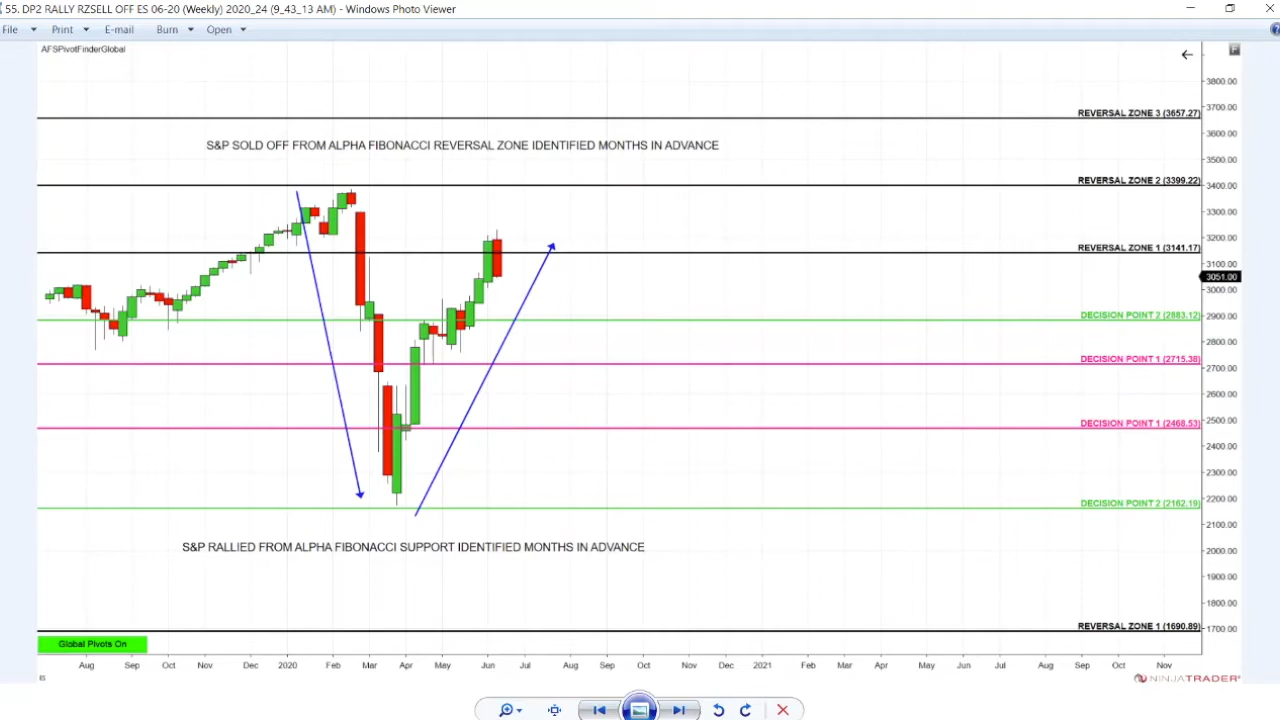 55. DP2 RALLY RZSELL OFF ES 06-20 (Weekly) 2020_24 (9_43_13 AM) - Windows Photo Viewer
File Print E-mail Burn Open
AFSPivotFinderGlobal
F
3800.00
3700.00
REVERSAL ZONE 3 (3657.27)
3600.00
S&P SOLD OFF FROM ALPHA FIBONACCI REVERSAL ZONE IDENTIFIED MONTHS IN ADVANCE
3500.00
REVERSAL ZONE 2 (3399.22)
3400.00
3300.00
3200.00
REVERSAL ZONE 1 (3141.17)
3100.00
3051.00
3000.00
DECISION POINT 2 (2883.12)
2900.00
2800.00
DECISION POINT 1 (2715.38)
2700.00
2600.00
2500.00
DECISION POINT 1 (2468.53)
2400.00
2300.00
2200.00
DECISION POINT 2 (2162.19)
2100.00
S&P RALLIED FROM ALPHA FIBONACCI SUPPORT IDENTIFIED MONTHS IN ADVANCE
2000.00
1900.00
1800.00
REVERSAL ZONE 1 (1690.89)
1700.00
Global Pivots On
Aug Sep Oct Nov Dec 2020 Feb Mar Apr May Jun Jul Aug Sep Oct Nov Dec 2021 Feb Mar Apr May Jun Jul Aug Sep Oct Nov
NINJATRADER